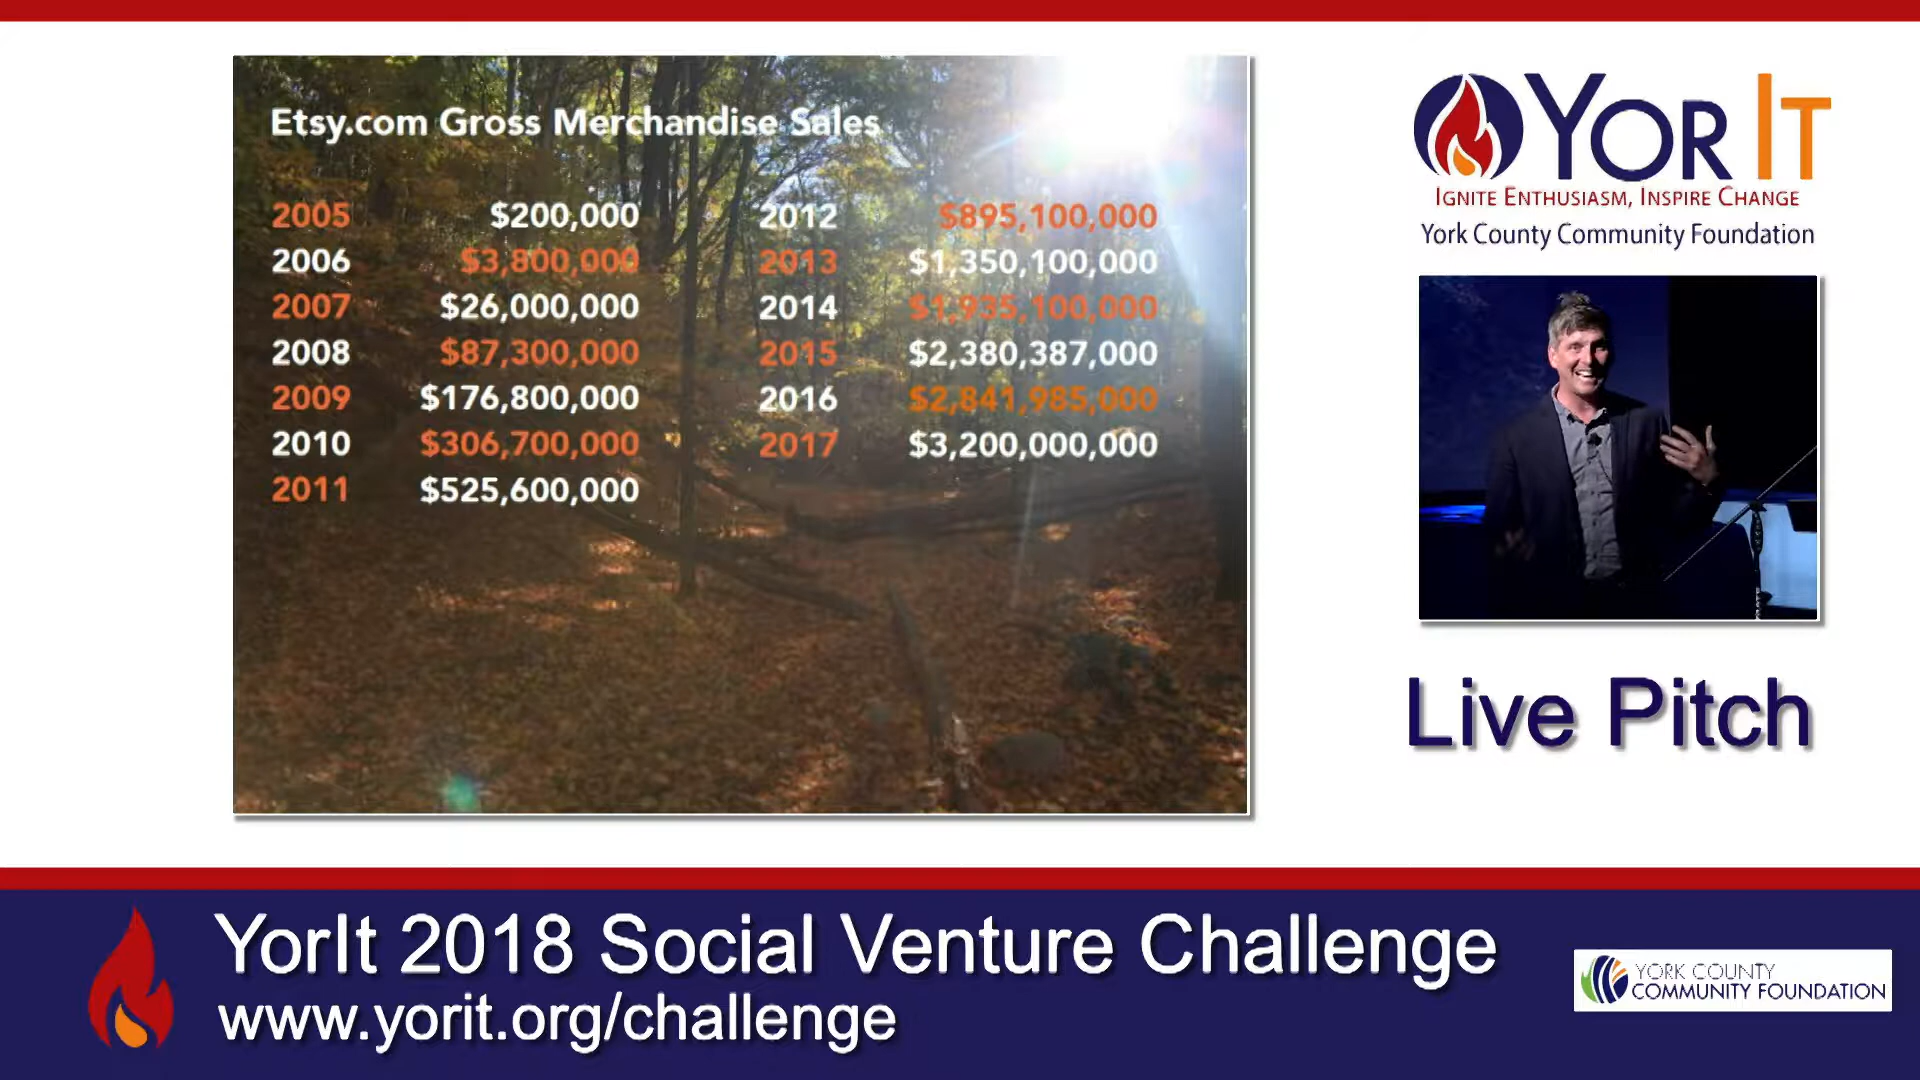 Etsy.com Gross Merchandise Sales
2005 $200,000
2006 $3,800,000
2007 $26,000,000
2008 $87,300,000
2009 $176,800,000
2010 $306,700,000
2011 $525,600,000
2012 $895,100,000
2013 $1,350,100,000
2014 $1,935,100,000
2015 $2,380,387,000
2016 $2,841,985,000
2017 $3,200,000,000
YOR IT
IGNITE ENTHUSIASM, INSPIRE CHANGE
York County Community Foundation
Live Pitch
YorIt 2018 Social Venture Challenge
www.yorit.org/challenge
YORK COUNTY
COMMUNITY FOUNDATION